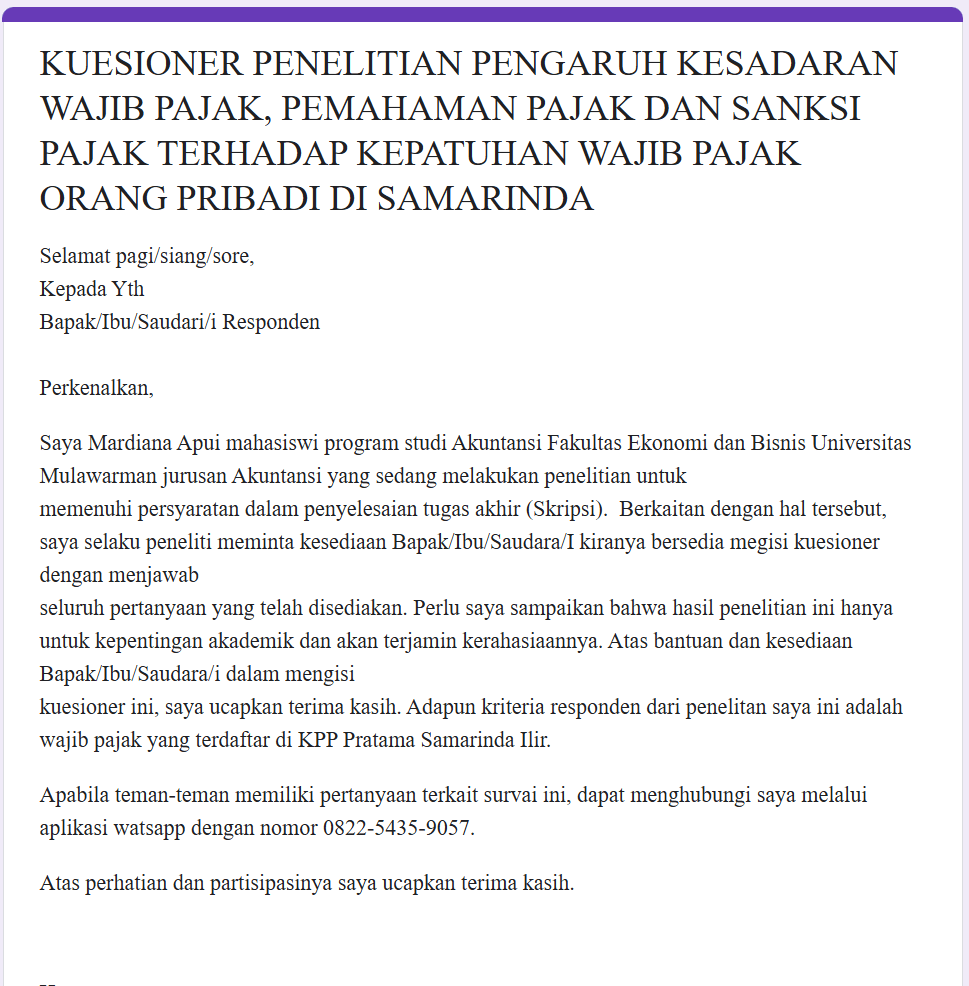 KUESIONER PENELITIAN PENGARUH KESADARAN
WAJIB PAJAK, PEMAHAMAN PAJAK DAN SANKSI
PAJAK TERHADAP KEPATUHAN WAJIB PAJAK
ORANG PRIBADI DI SAMARINDA
Selamat pagi/siang/sore,
Kepada Yth
Bapak/Ibu/Saudari/i Responden
Perkenalkan,
Saya Mardiana Apui mahasiswi program studi Akuntansi Fakultas Ekonomi dan Bisnis Universitas
Mulawarman jurusan Akuntansi yang sedang melakukan penelitian untuk
memenuhi persyaratan dalam penyelesaian tugas akhir (Skripsi).  Berkaitan dengan hal tersebut,
saya selaku peneliti meminta kesediaan Bapak/Ibu/Saudara/I kiranya bersedia megisi kuesioner
dengan menjawab
seluruh pertanyaan yang telah disediakan. Perlu saya sampaikan bahwa hasil penelitian ini hanya
untuk kepentingan akademik dan akan terjamin kerahasiaannya. Atas bantuan dan kesediaan
Bapak/Ibu/Saudara/i dalam mengisi
kuesioner ini, saya ucapkan terima kasih. Adapun kriteria responden dari penelitan saya ini adalah
wajib pajak yang terdaftar di KPP Pratama Samarinda Ilir.
Apabila teman-teman memiliki pertanyaan terkait survai ini, dapat menghubungi saya melalui
aplikasi watsapp dengan nomor 0822-5435-9057.
Atas perhatian dan partisipasinya saya ucapkan terima kasih.